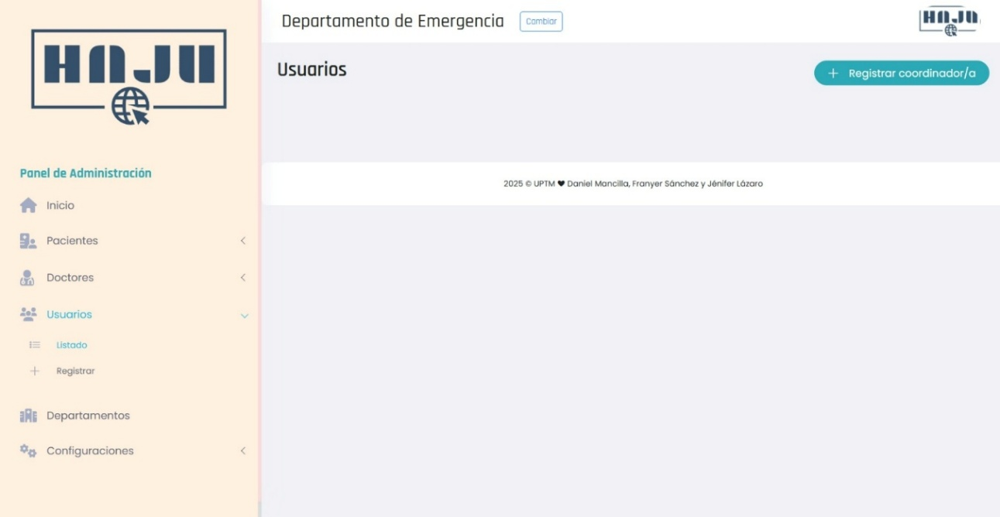 HAJU
Panel de Administración
Inicio
Pacientes
Doctores
Usuarios
Listado
Registrar
Departamentos
Configuraciones
Departamento de Emergencia
Cambiar
HAJU
Usuarios
+ Registrar coordinador/a
2025 © UPTM ♥ Daniel Mancilla, Franyer Sánchez y Jénifer Lázaro